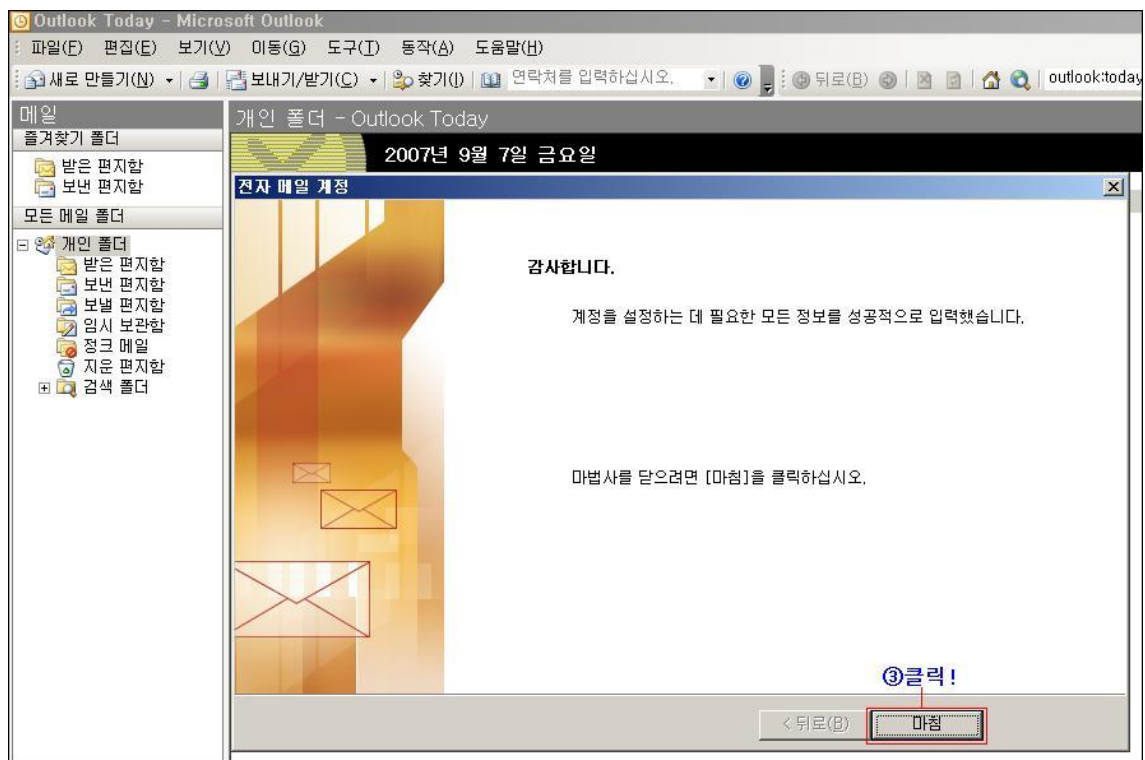 Outlook Today - Microsoft Outlook
파일(F) 편집(E) 보기(V) 이동(G) 도구(T) 동작(A) 도움말(H)
새로 만들기(N) 보내기/받기(C) 찾기(I) 연락처를 입력하십시오. 뒤로(B) outlook:today
메일
즐겨찾기 폴더
받은 편지함
보낸 편지함
모든 메일 폴더
개인 폴더
받은 편지함
보낸 편지함
보낼 편지함
임시 보관함
정크 메일
지운 편지함
검색 폴더
개인 폴더 - Outlook Today
2007년 9월 7일 금요일
전자 메일 계정
감사합니다.
계정을 설정하는 데 필요한 모든 정보를 성공적으로 입력했습니다.
마법사를 닫으려면 [마침]을 클릭하십시오.
③클릭!
< 뒤로(B) 마침